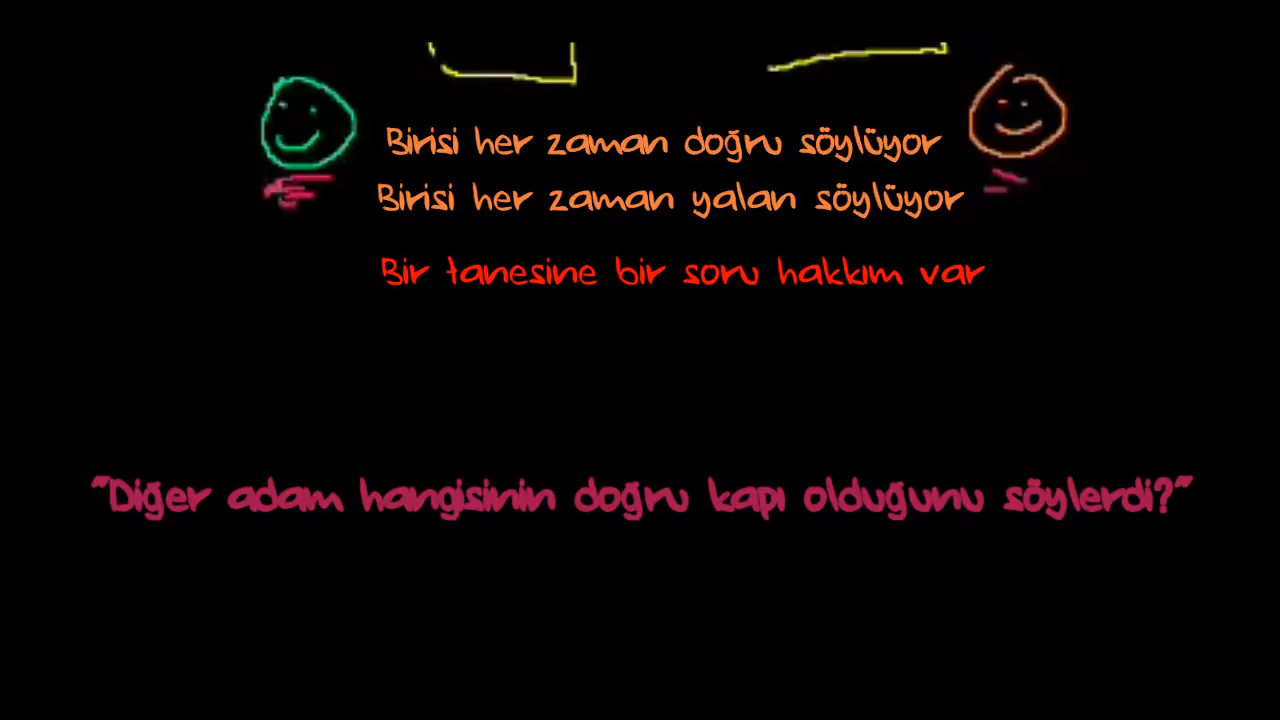 Birisi her zaman doğru söylüyor
Birisi her zaman yalan söylüyor
Bir tanesine bir soru hakkım var
"Diğer adam hangisinin doğru kapı olduğunu söylerdi?"